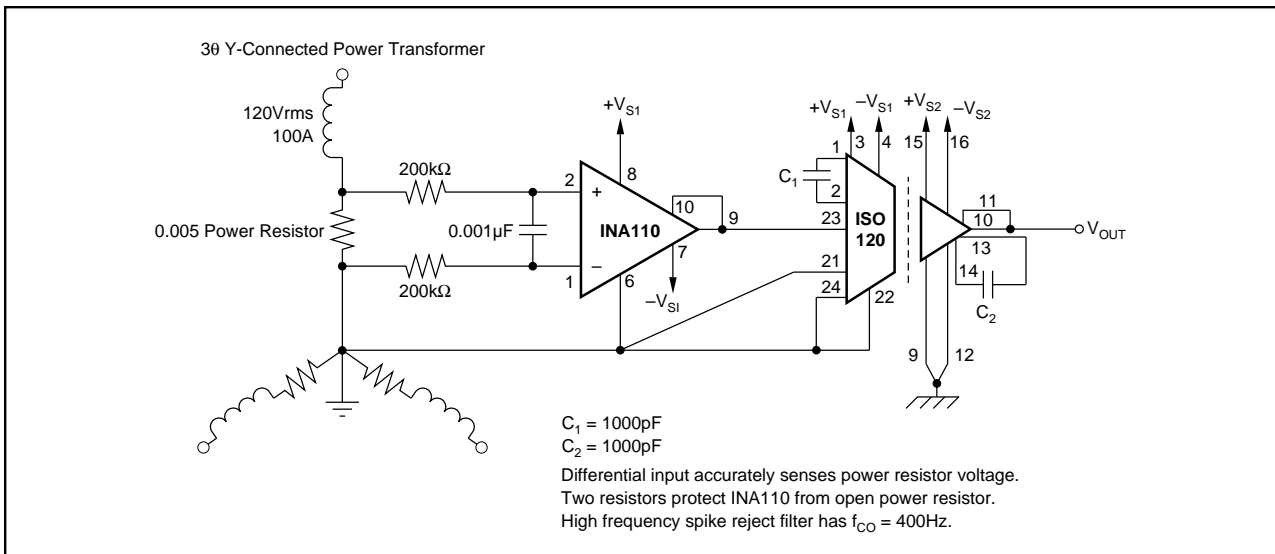 3θ Y-Connected Power Transformer
120Vrms
100A
0.005 Power Resistor
200kΩ
200kΩ
0.001µF
2
+
1
−
INA110
+VS1
8
10
9
7
6
–VSI
C1
1
2
23
21
24
22
+VS1
3
–VS1
4
ISO
120
+VS2
–VS2
15
16
11
10
13
14
C2
9
12
VOUT
C1 = 1000pF
C2 = 1000pF
Differential input accurately senses power resistor voltage.
Two resistors protect INA110 from open power resistor.
High frequency spike reject filter has fCO = 400Hz.